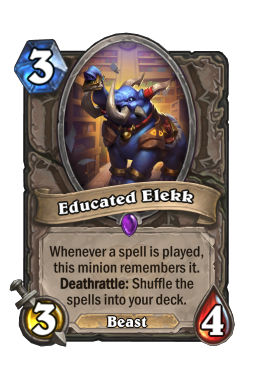 3
Educated Elekk
Whenever a spell is played,
this minion remembers it.
Deathrattle: Shuffle the
spells into your deck.
3
Beast
4